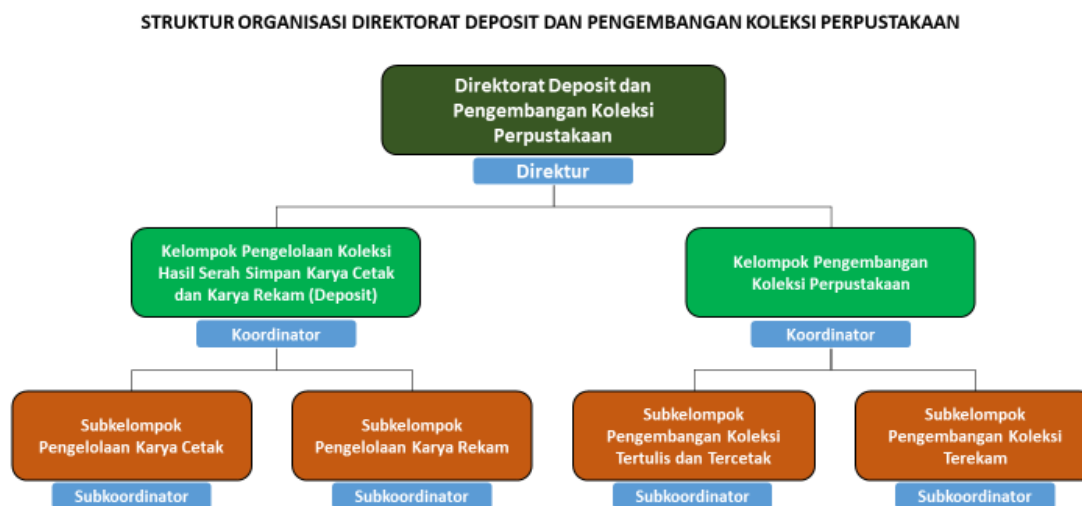 STRUKTUR ORGANISASI DIREKTORAT DEPOSIT DAN PENGEMBANGAN KOLEKSI PERPUSTAKAAN
Direktorat Deposit dan
Pengembangan Koleksi
Perpustakaan
Direktur
Kelompok Pengelolaan Koleksi
Hasil Serah Simpan Karya Cetak
dan Karya Rekam (Deposit)
Koordinator
Kelompok Pengembangan
Koleksi Perpustakaan
Koordinator
Subkelompok
Pengelolaan Karya Cetak
Subkoordinator
Subkelompok
Pengelolaan Karya Rekam
Subkoordinator
Subkelompok
Pengembangan Koleksi
Tertulis dan Tercetak
Subkoordinator
Subkelompok
Pengembangan Koleksi
Terekam
Subkoordinator